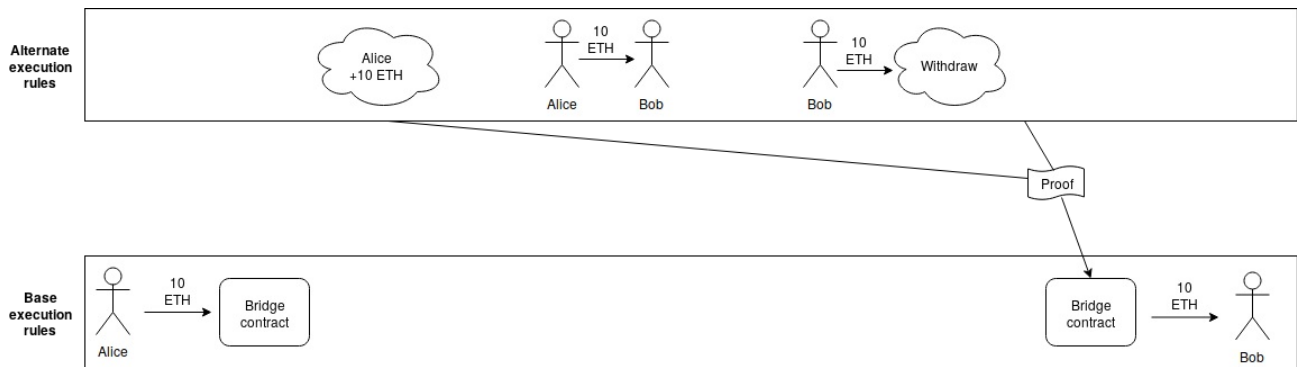 Alternate
execution
rules
Alice
+10 ETH
10
ETH
Alice
Bob
10
ETH
Bob
Withdraw
Proof
Base
execution
rules
10
ETH
Alice
Bridge
contract
Bridge
contract
10
ETH
Bob